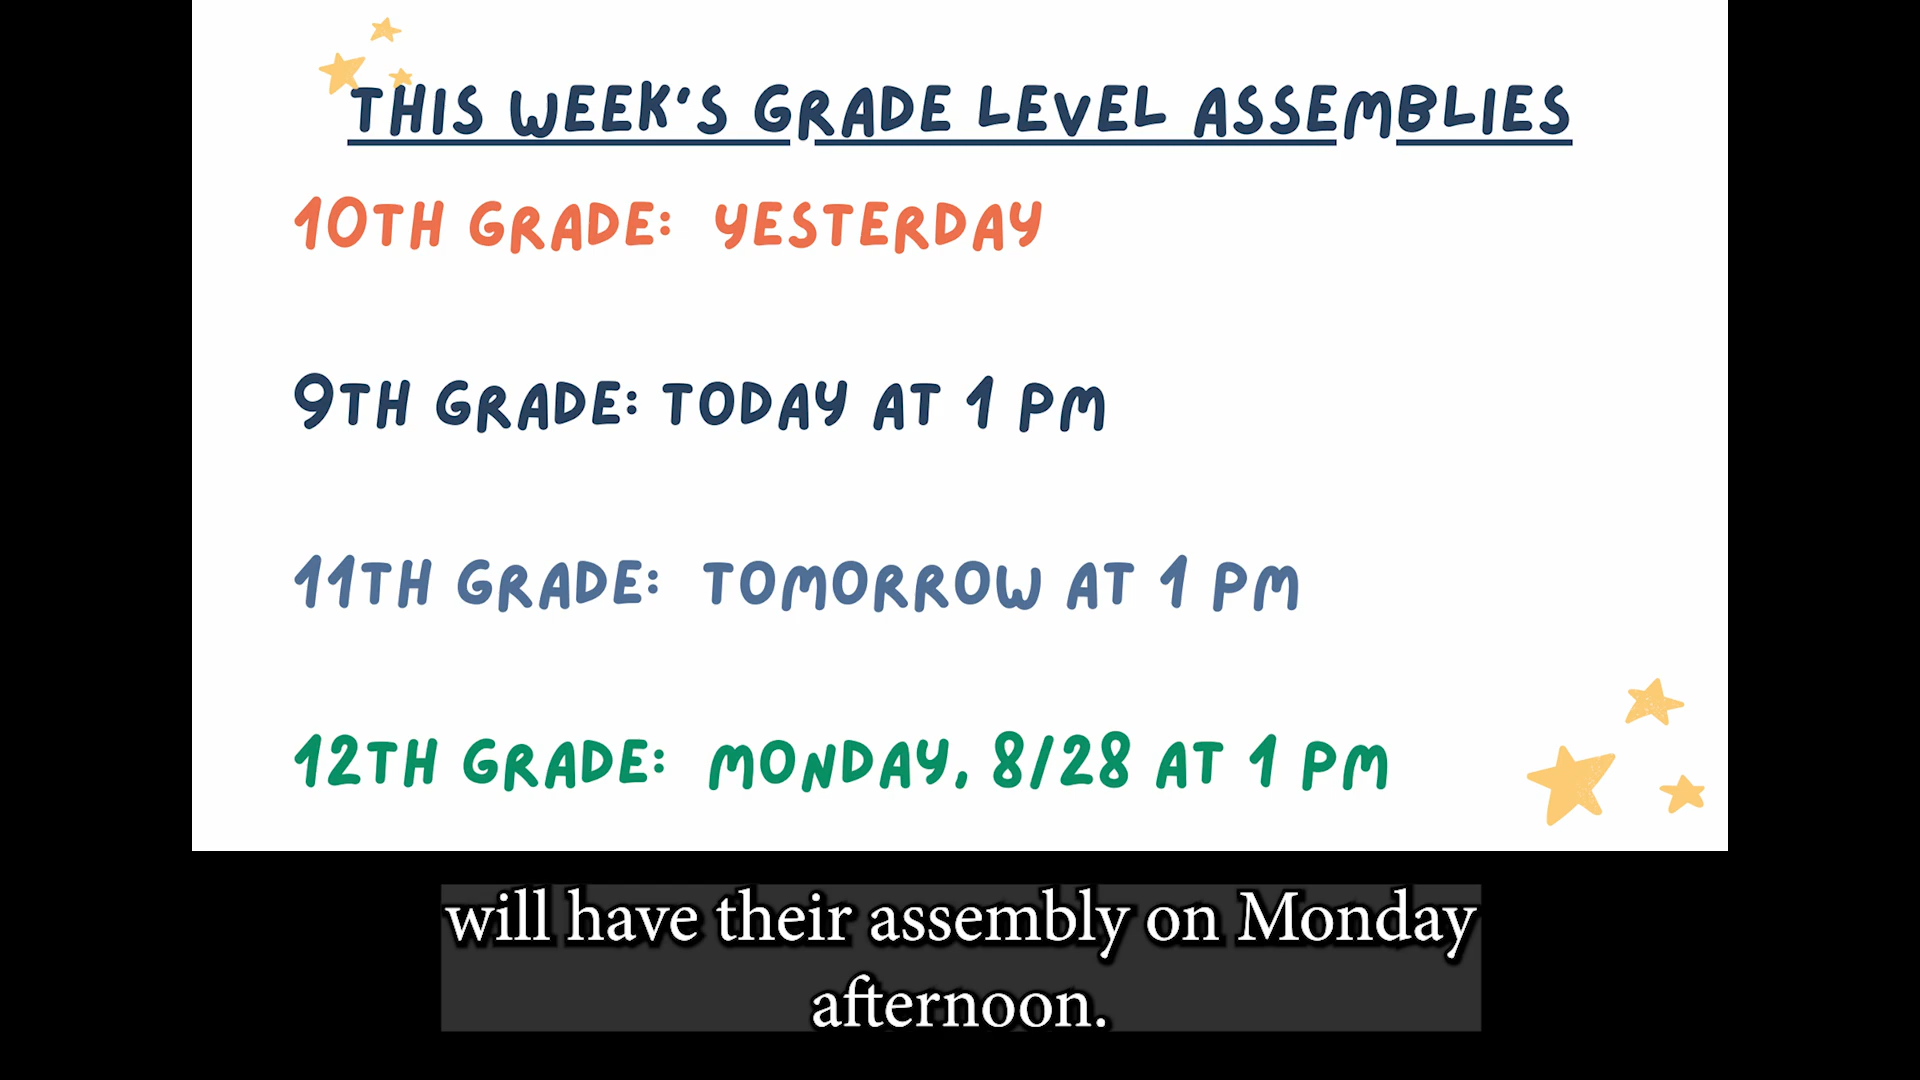 THIS WEEK'S GRADE LEVEL ASSEMBLIES
10TH GRADE: YESTERDAY
9TH GRADE: TODAY AT 1 PM
11TH GRADE: TOMORROW AT 1 PM
12TH GRADE: MONDAY, 8/28 AT 1 PM
will have their assembly on Monday
afternoon.